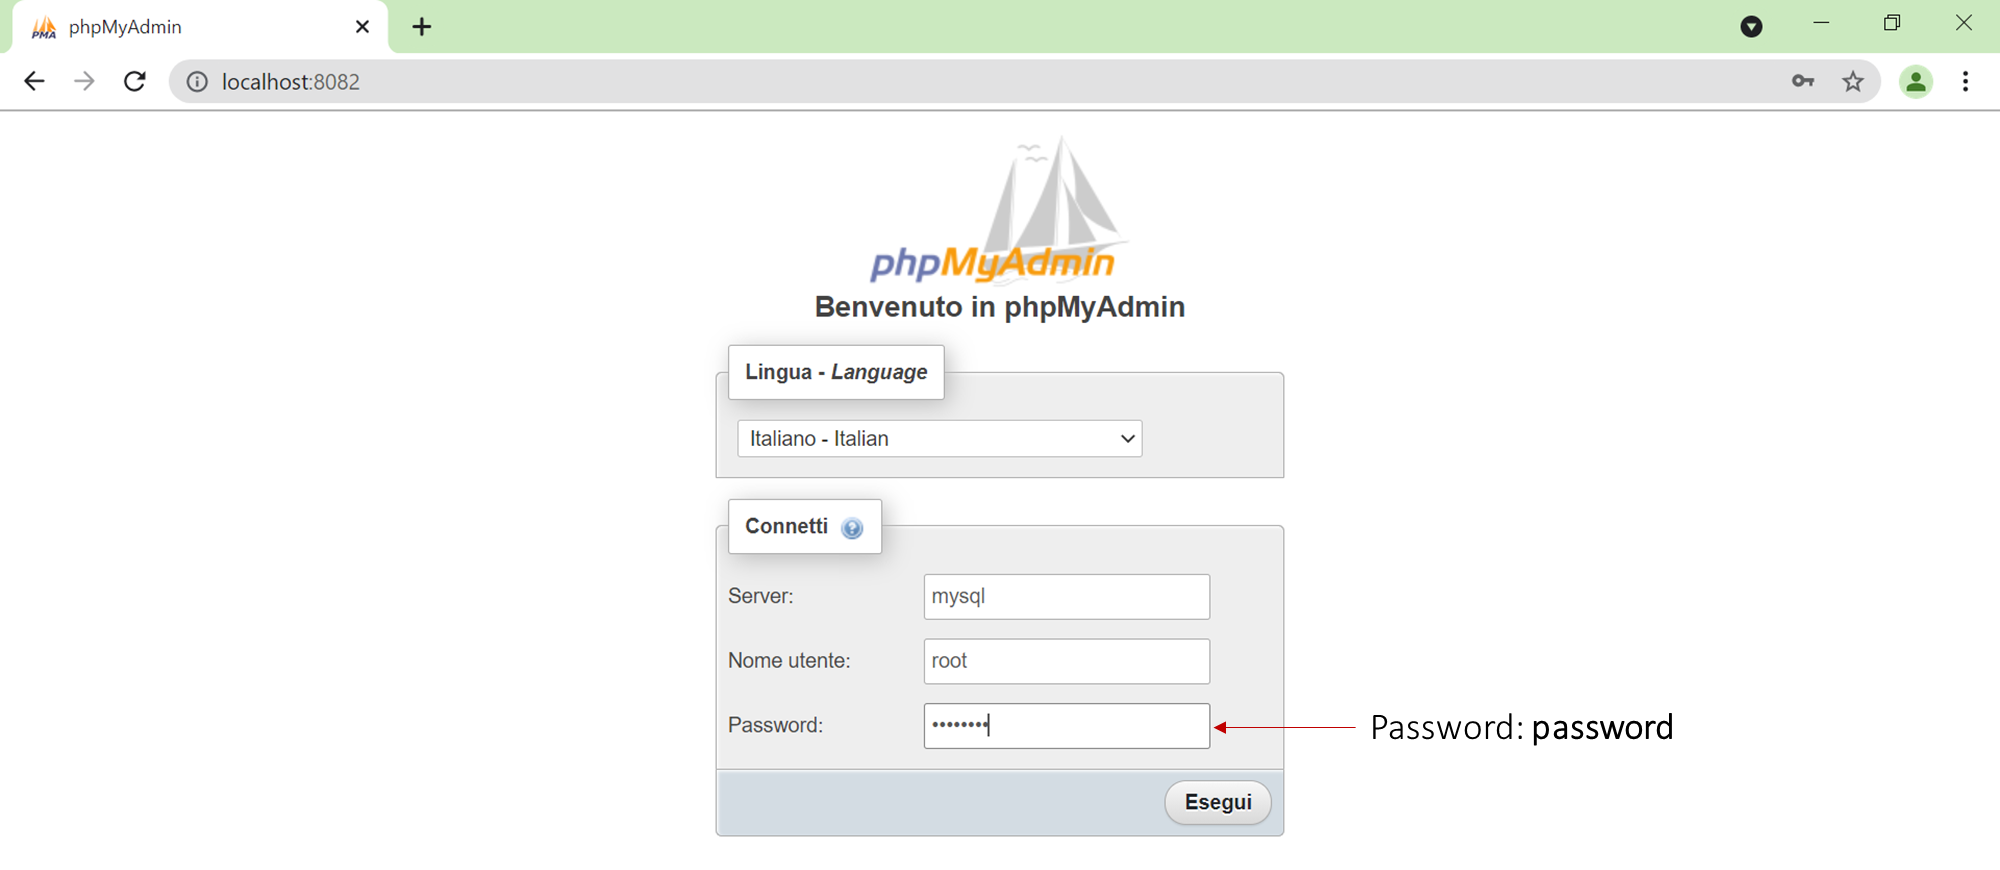 PMA phpMyAdmin
localhost:8082
phpMyAdmin
Benvenuto in phpMyAdmin
Lingua - Language
Italiano - Italian
Connetti
Server: mysql
Nome utente: root
Password: ••••••••
Password: password
Esegui